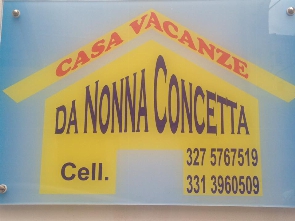 CASA VACANZE
DA NONNA CONCETTA
Cell.
327 5767519
331 3960509